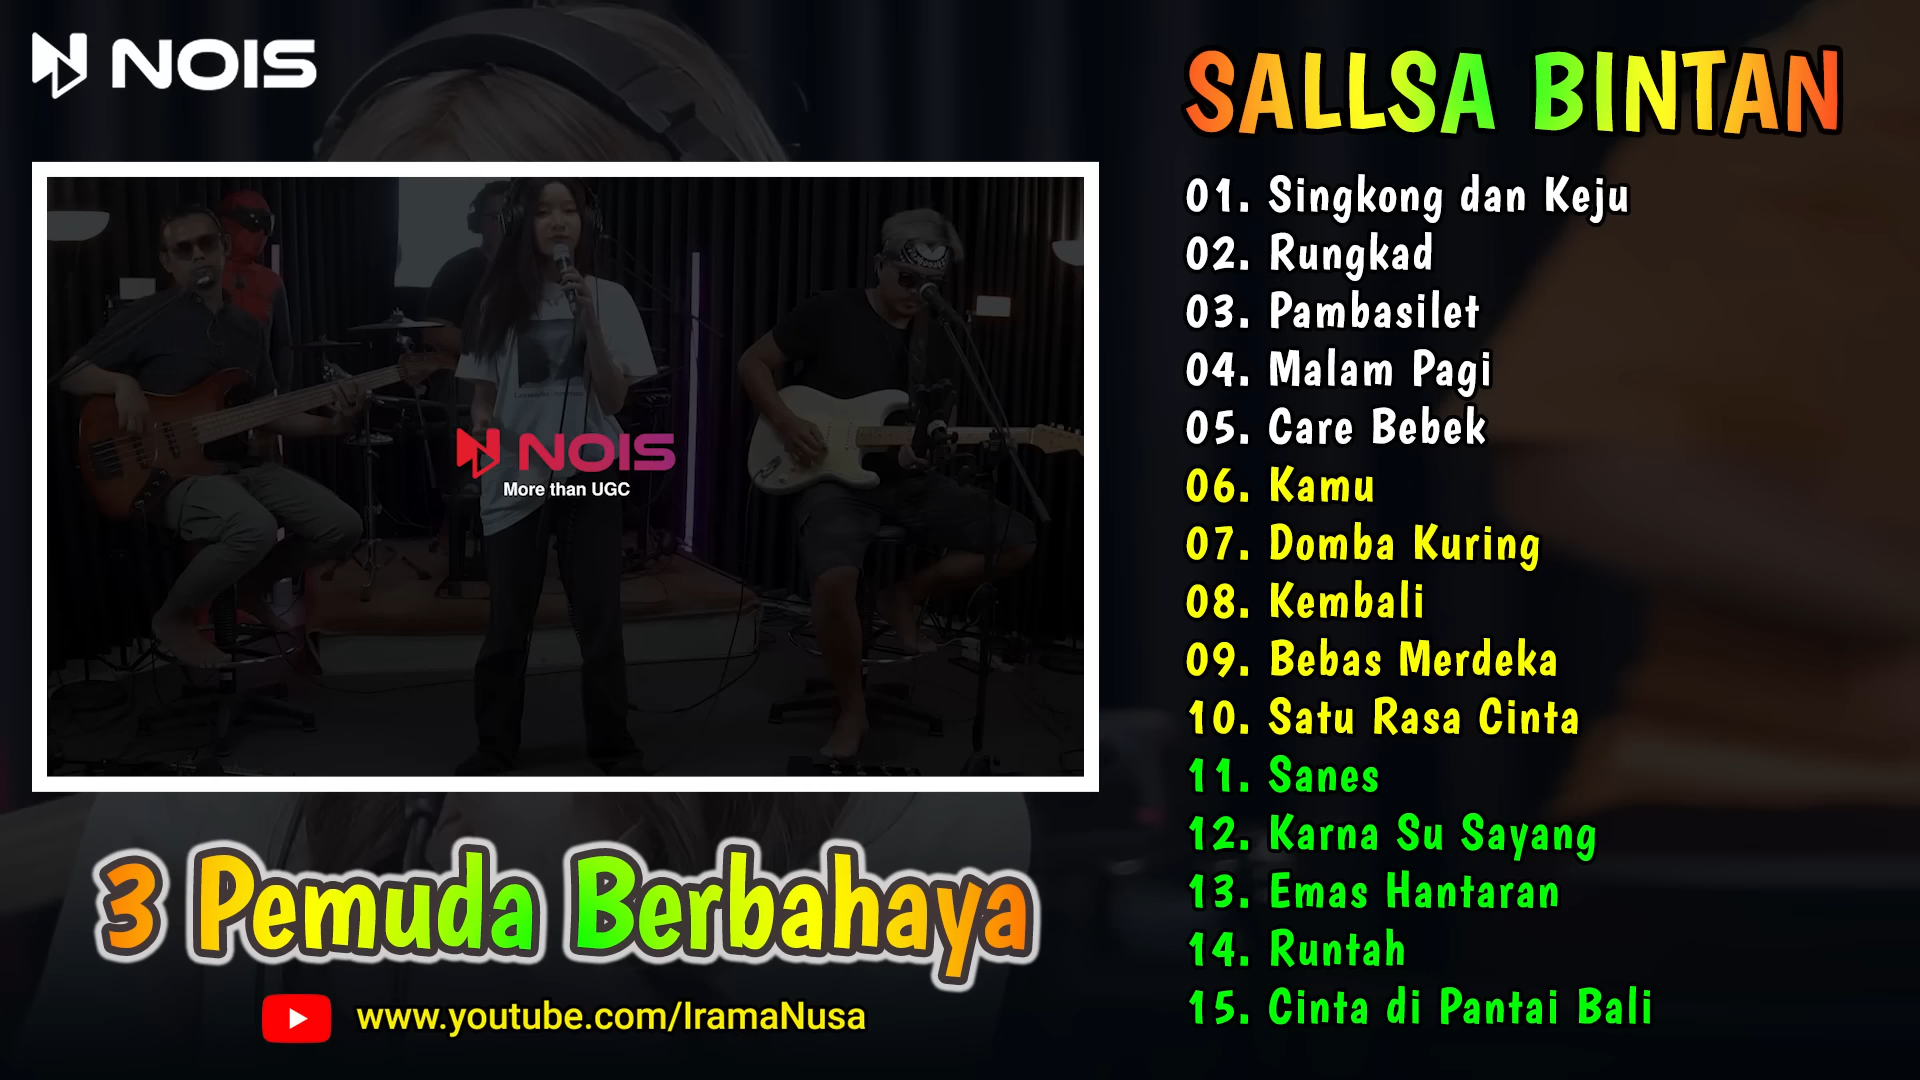 NOIS
SALLSA BINTAN
01. Singkong dan Keju
02. Rungkad
03. Pambasilet
04. Malam Pagi
05. Care Bebek
06. Kamu
07. Domba Kuring
08. Kembali
09. Bebas Merdeka
10. Satu Rasa Cinta
11. Sanes
12. Karna Su Sayang
13. Emas Hantaran
14. Runtah
15. Cinta di Pantai Bali
NOIS
More than UGC
3 Pemuda Berbahaya
www.youtube.com/IramaNusa